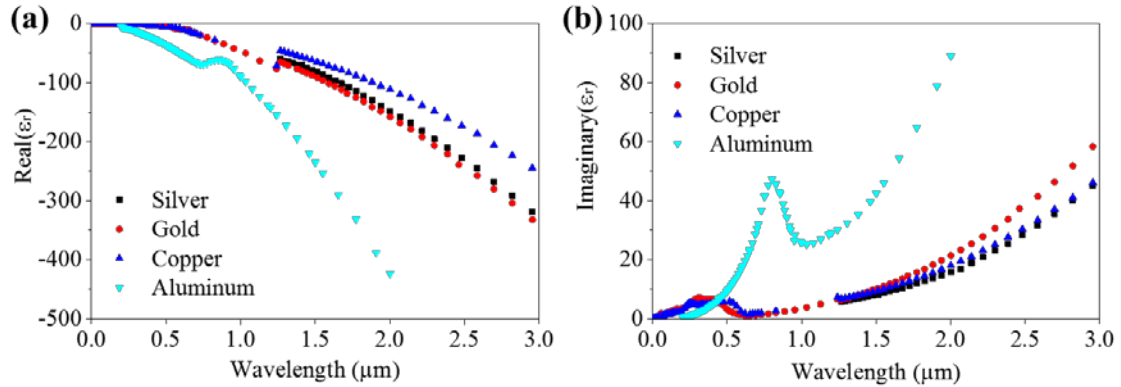 (a)
0
-100
-200
-300
-400
-500
Real(εr)
Silver
Gold
Copper
Aluminum
0.0 0.5 1.0 1.5 2.0 2.5 3.0
Wavelength (μm)
(b)
100
80
60
40
20
0
Imaginary(εr)
Silver
Gold
Copper
Aluminum
0.0 0.5 1.0 1.5 2.0 2.5 3.0
Wavelength (μm)